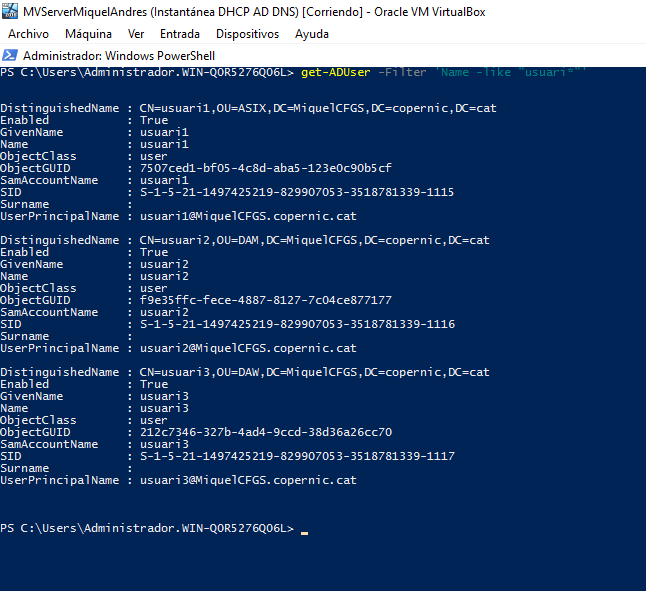 MVServerMiquelAndres (Instantánea DHCP AD DNS) [Corriendo] - Oracle VM VirtualBox
Archivo Máquina Ver Entrada Dispositivos Ayuda
Administrador: Windows PowerShell
PS C:\Users\Administrador.WIN-QOR5276QO6L> get-ADUser -Filter 'Name -like "usuari*"'
DistinguishedName : CN=usuari1,OU=ASIX,DC=MiquelCFGS,DC=copernic,DC=cat
Enabled : True
GivenName : usuari1
Name : usuari1
ObjectClass : user
ObjectGUID : 7507ced1-bf05-4c8d-aba5-123e0c90b5cf
SamAccountName : usuari1
SID : S-1-5-21-1497425219-829907053-3518781339-1115
Surname :
UserPrincipalName : usuari1@MiquelCFGS.copernic.cat
DistinguishedName : CN=usuari2,OU=DAM,DC=MiquelCFGS,DC=copernic,DC=cat
Enabled : True
GivenName : usuari2
Name : usuari2
ObjectClass : user
ObjectGUID : f9e35ffc-fece-4887-8127-7c04ce877177
SamAccountName : usuari2
SID : S-1-5-21-1497425219-829907053-3518781339-1116
Surname :
UserPrincipalName : usuari2@MiquelCFGS.copernic.cat
DistinguishedName : CN=usuari3,OU=DAW,DC=MiquelCFGS,DC=copernic,DC=cat
Enabled : True
GivenName : usuari3
Name : usuari3
ObjectClass : user
ObjectGUID : 212c7346-327b-4ad4-9ccd-38d36a26cc70
SamAccountName : usuari3
SID : S-1-5-21-1497425219-829907053-3518781339-1117
Surname :
UserPrincipalName : usuari3@MiquelCFGS.copernic.cat
PS C:\Users\Administrador.WIN-QOR5276QO6L>